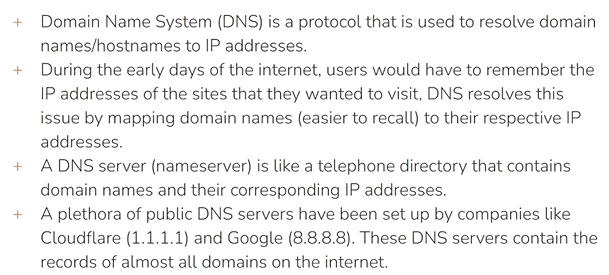 + Domain Name System (DNS) is a protocol that is used to resolve domain
names/hostnames to IP addresses.
+ During the early days of the internet, users would have to remember the
IP addresses of the sites that they wanted to visit, DNS resolves this
issue by mapping domain names (easier to recall) to their respective IP
addresses.
+ A DNS server (nameserver) is like a telephone directory that contains
domain names and their corresponding IP addresses.
+ A plethora of public DNS servers have been set up by companies like
Cloudflare (1.1.1.1) and Google (8.8.8.8). These DNS servers contain the
records of almost all domains on the internet.